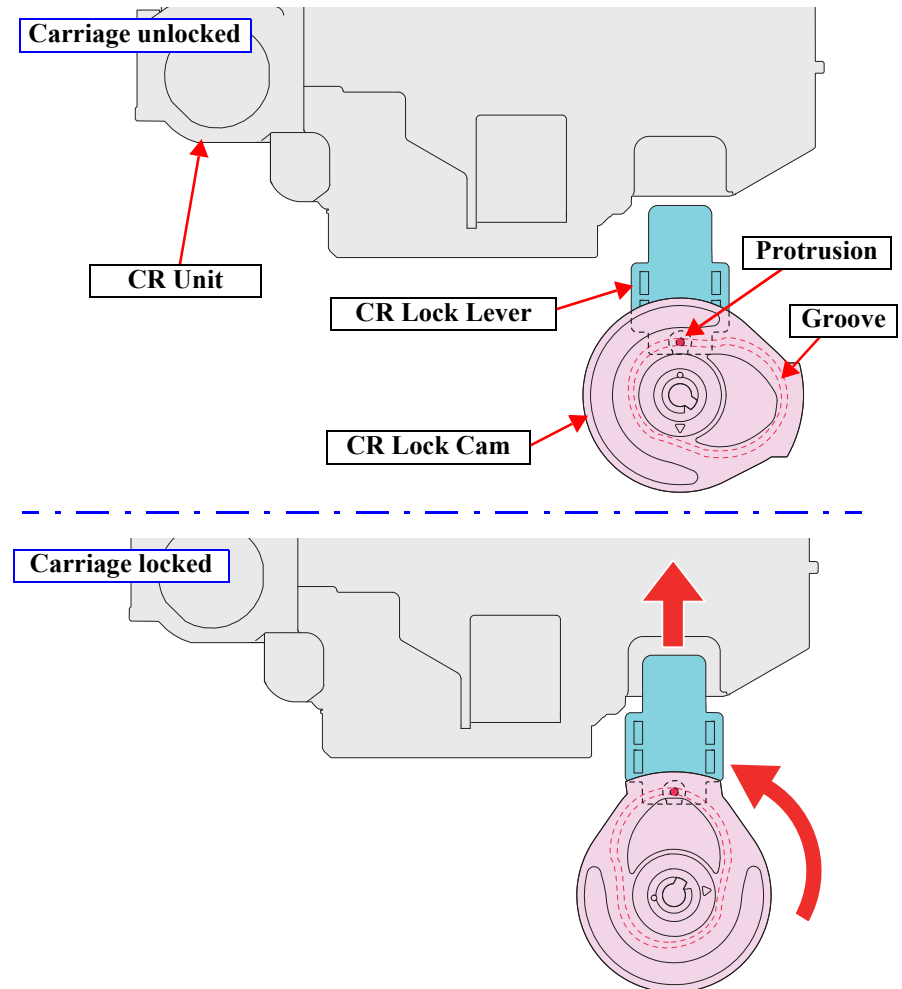 Carriage unlocked
CR Unit
Protrusion
CR Lock Lever
Groove
CR Lock Cam
Carriage locked